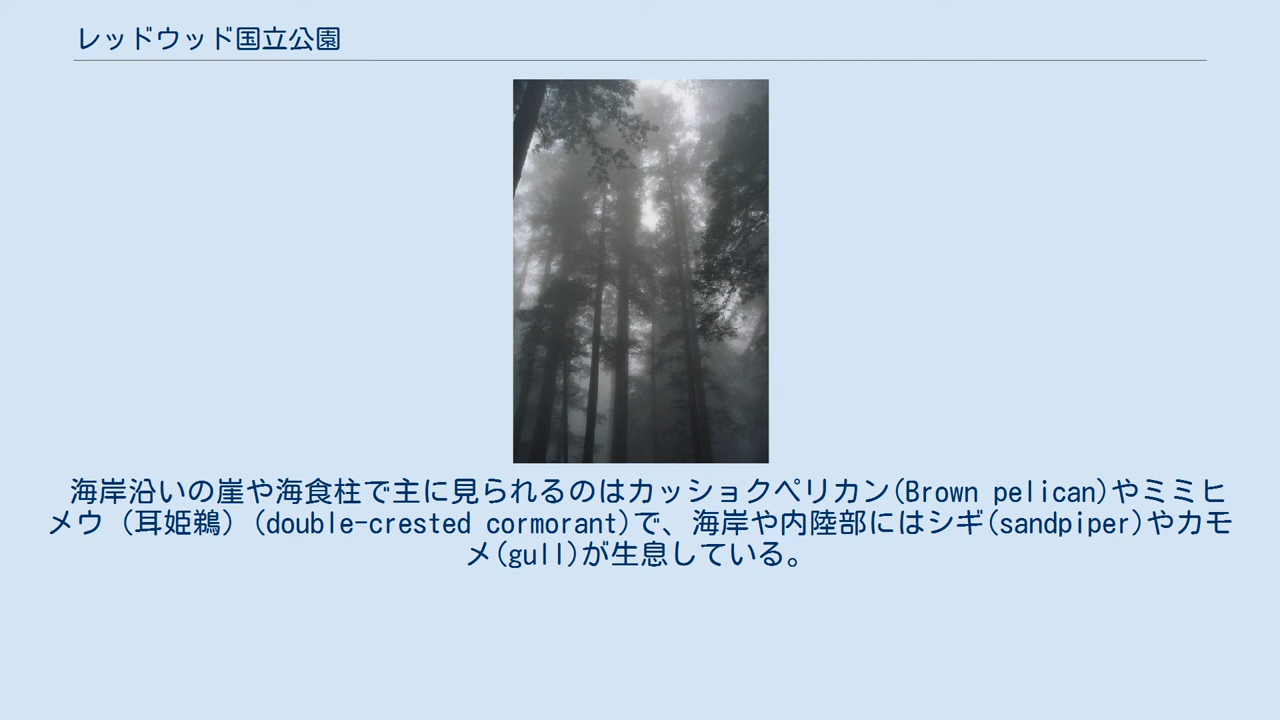 レッドウッド国立公園
海岸沿いの崖や海食柱で主に見られるのはカッショクペリカン(Brown pelican)やミミヒ
メウ (耳姫鵜) (double-crested cormorant)で、海岸や内陸部にはシギ(sandpiper)やカモ
メ(gull)が生息している。